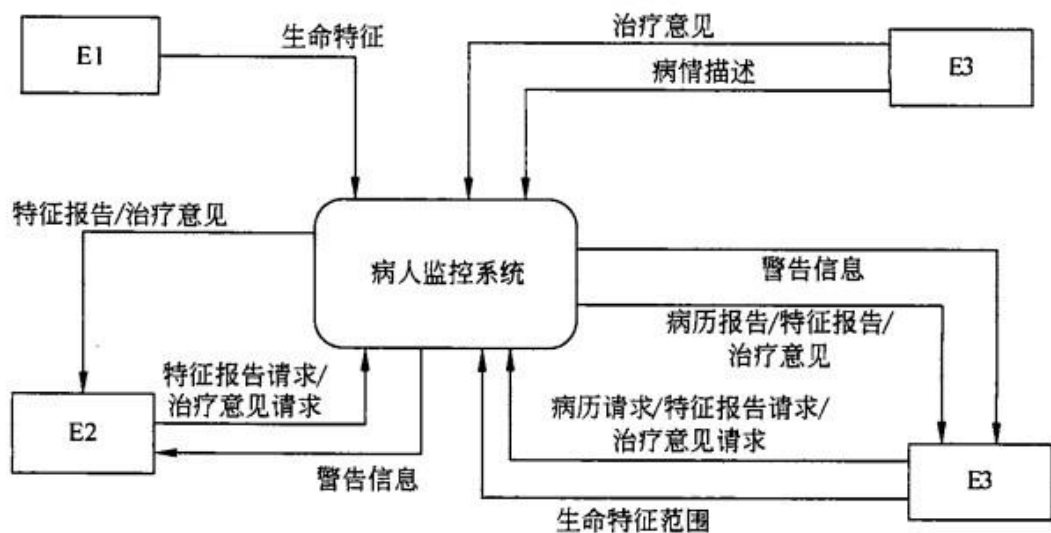 E1
生命特征
治疗意见
病情描述
E3
特征报告/治疗意见
病人监控系统
警告信息
病历报告/特征报告/
治疗意见
特征报告请求/
治疗意见请求
E2
警告信息
病历请求/特征报告请求/
治疗意见请求
E3
生命特征范围